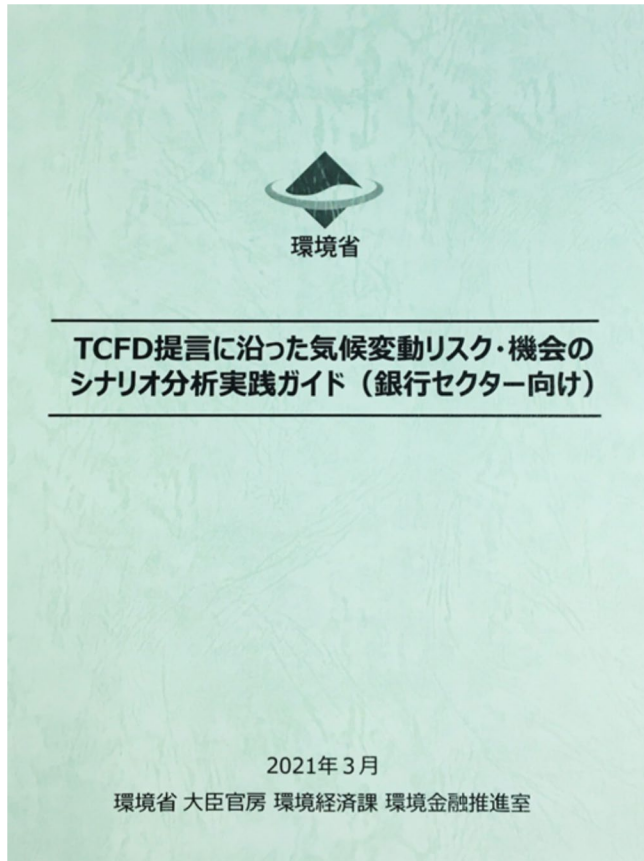 環境省
TCFD提言に沿った気候変動リスク・機会の
シナリオ分析実践ガイド（銀行セクター向け）
2021年3月
環境省 大臣官房 環境経済課 環境金融推進室